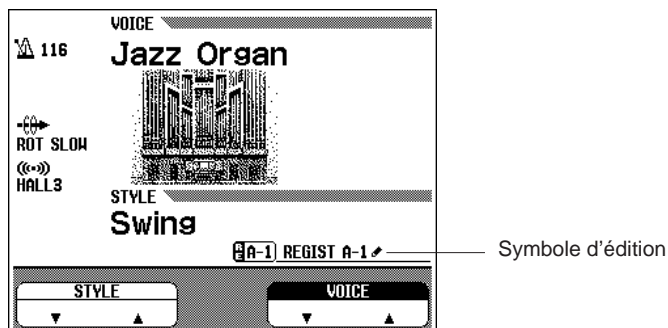 VOICE
116
Jazz Organ
ROT SLOW
HALL3
STYLE
Swing
A-1 REGIST A-1
Symbole d'édition
STYLE VOICE
▼ ▲ ▼ ▲